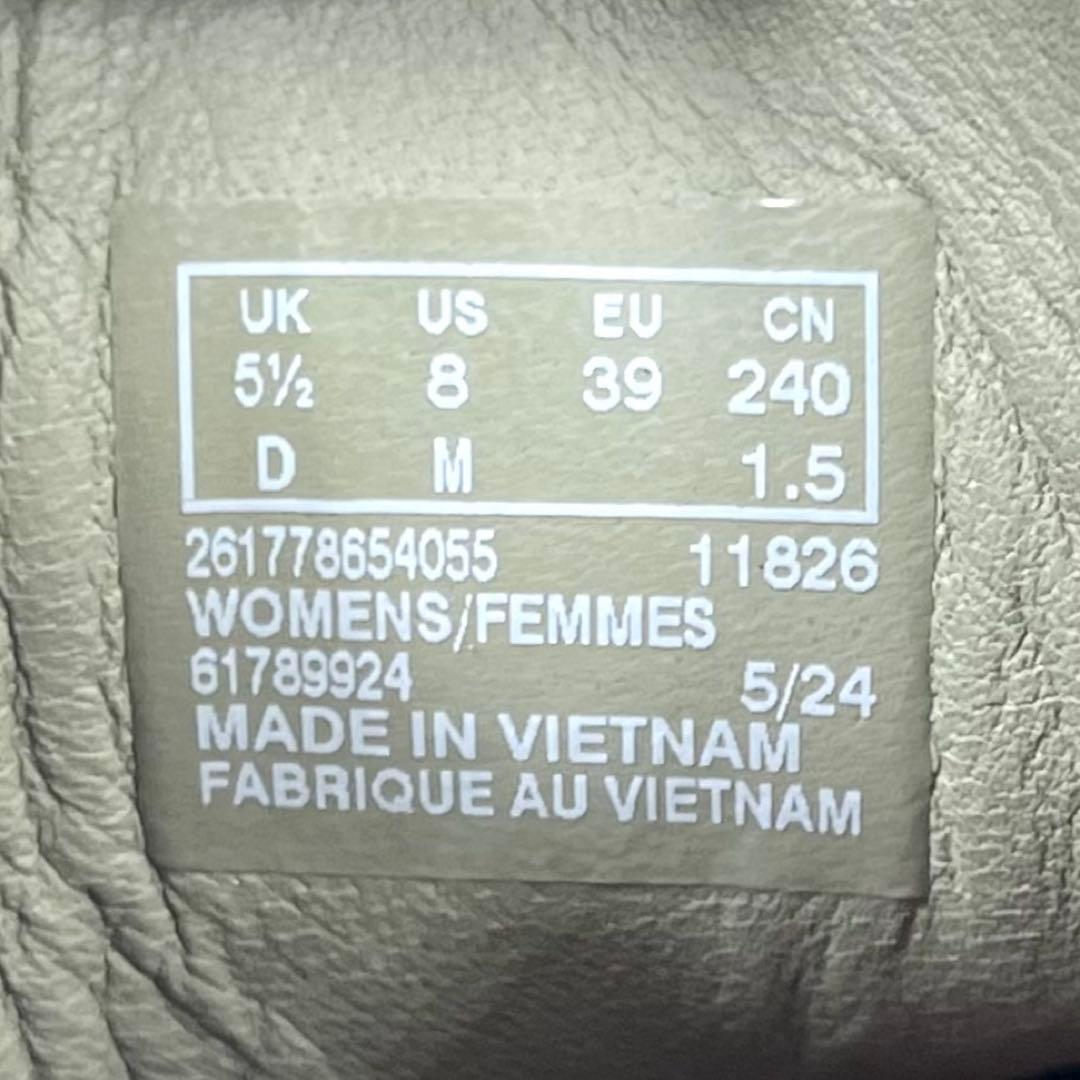 UK US EU CN
5½ 8 39 240
D M 1.5
261778654055 11826
WOMENS/FEMMES
61789924 5/24
MADE IN VIETNAM
FABRIQUE AU VIETNAM